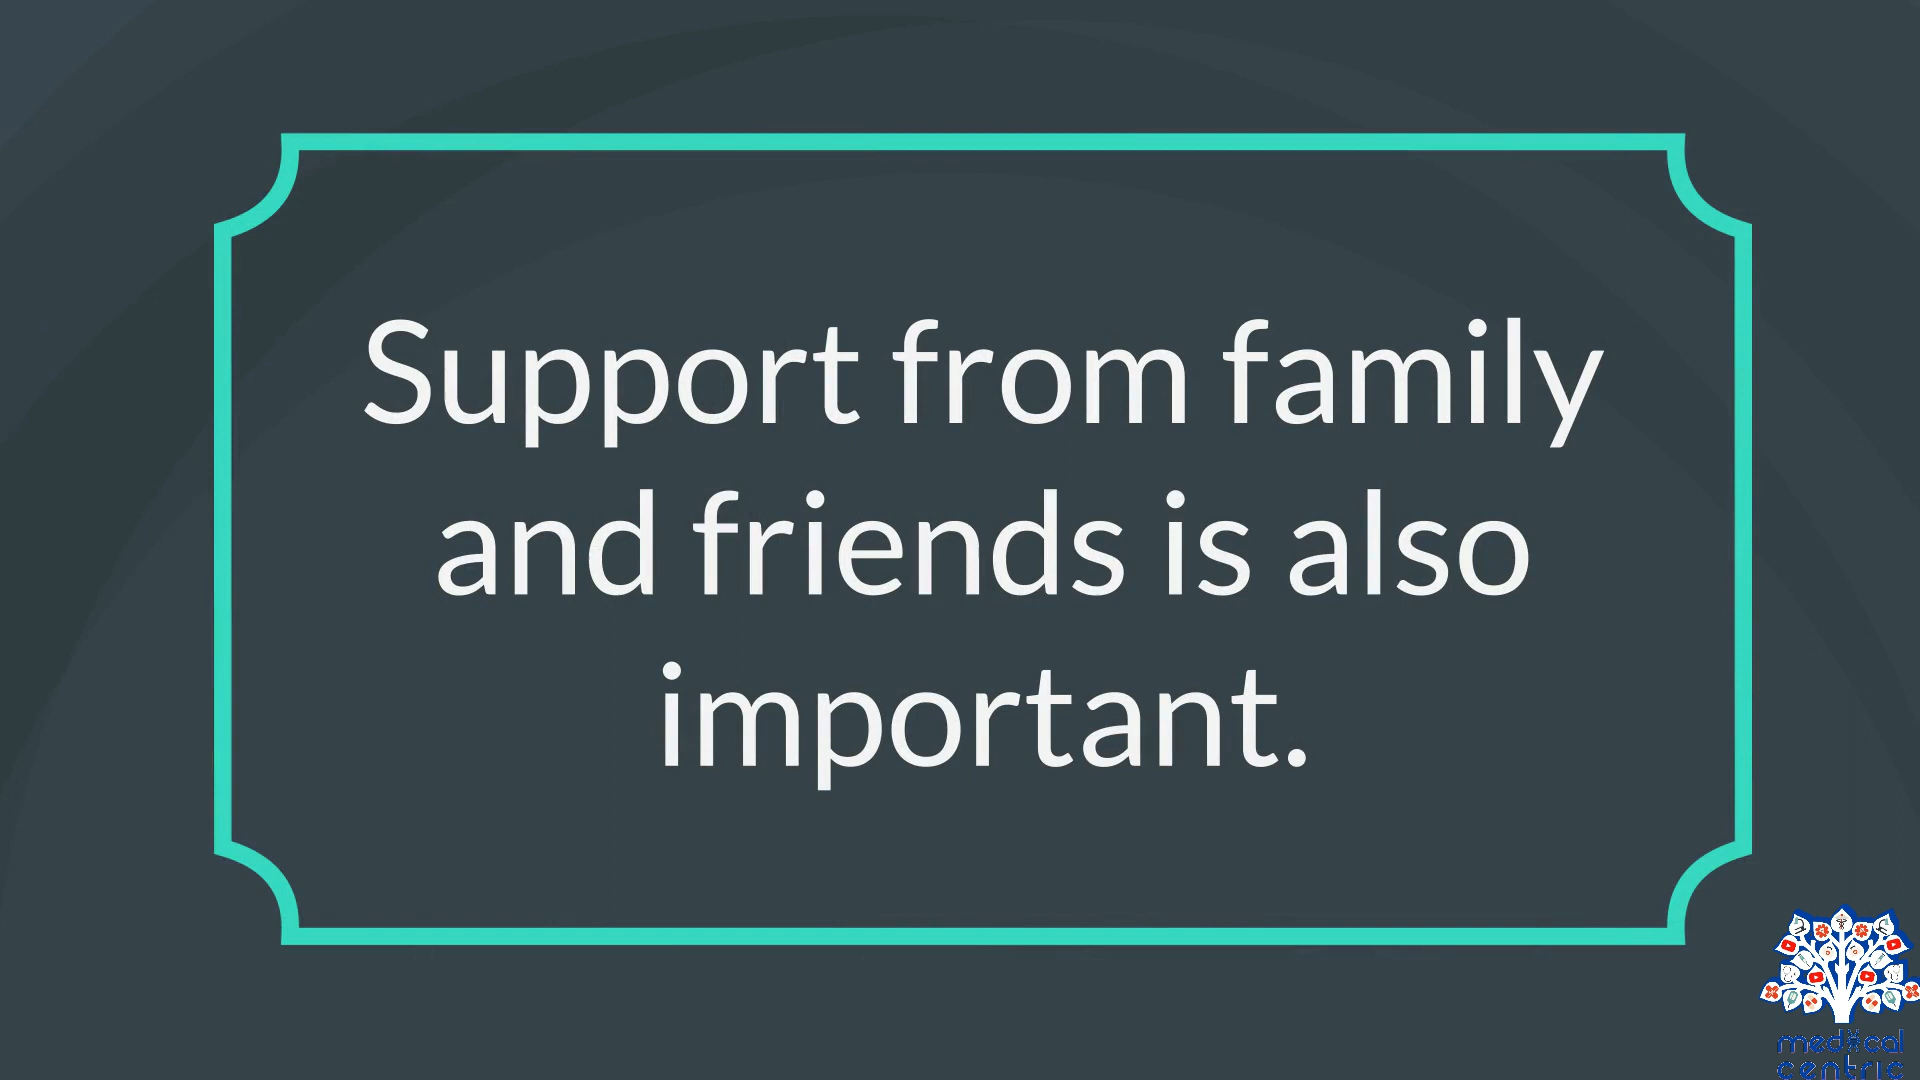 Support from family
and friends is also
important.
medical
centric